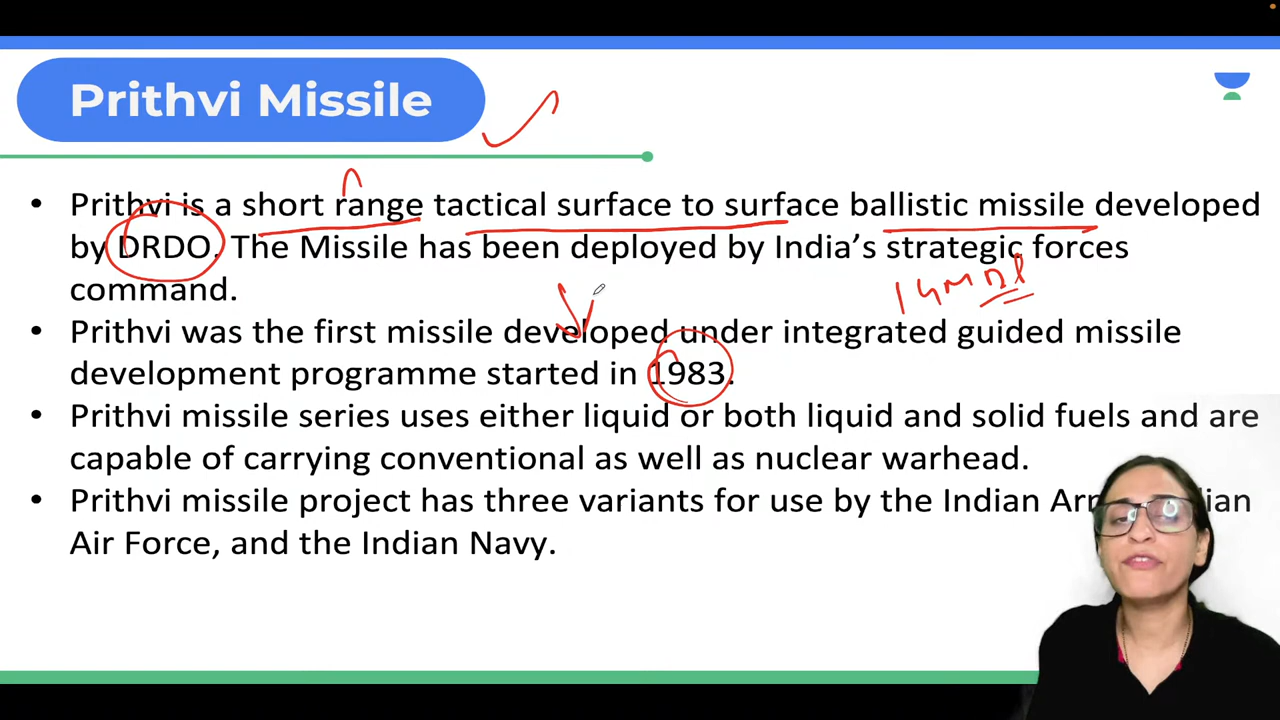 Prithvi Missile
• Prithvi is a short range tactical surface to surface ballistic missile developed
by DRDO. The Missile has been deployed by India's strategic forces
command.
IGMDP
• Prithvi was the first missile developed under integrated guided missile
development programme started in 1983.
• Prithvi missile series uses either liquid or both liquid and solid fuels and are
capable of carrying conventional as well as nuclear warhead.
• Prithvi missile project has three variants for use by the Indian
Air Force, and the Indian Navy.